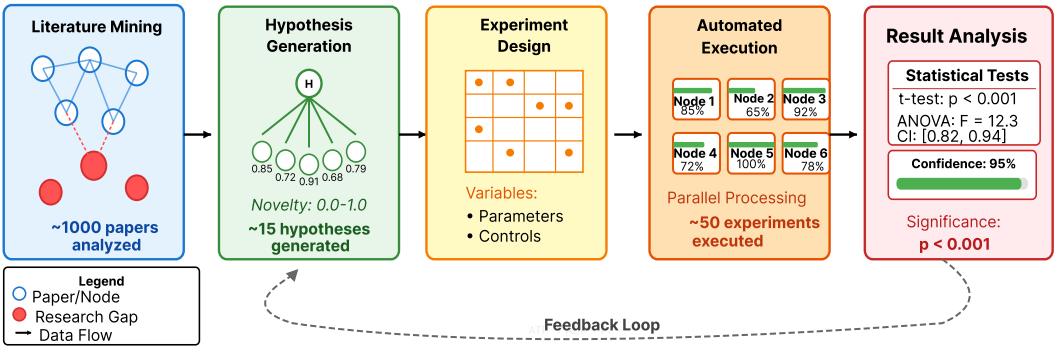 Literature Mining
~1000 papers
analyzed
Hypothesis
Generation
H
0.85
0.72
0.91
0.68
0.79
Novelty: 0.0-1.0
~15 hypotheses
generated
Experiment
Design
Variables:
• Parameters
• Controls
Automated
Execution
Node 1
85%
Node 2
65%
Node 3
92%
Node 4
72%
Node 5
100%
Node 6
78%
Parallel Processing
~50 experiments
executed
Result Analysis
Statistical Tests
t-test: p < 0.001
ANOVA: F = 12.3
CI: [0.82, 0.94]
Confidence: 95%
Significance:
p < 0.001
Legend
Paper/Node
Research Gap
Data Flow
Feedback Loop